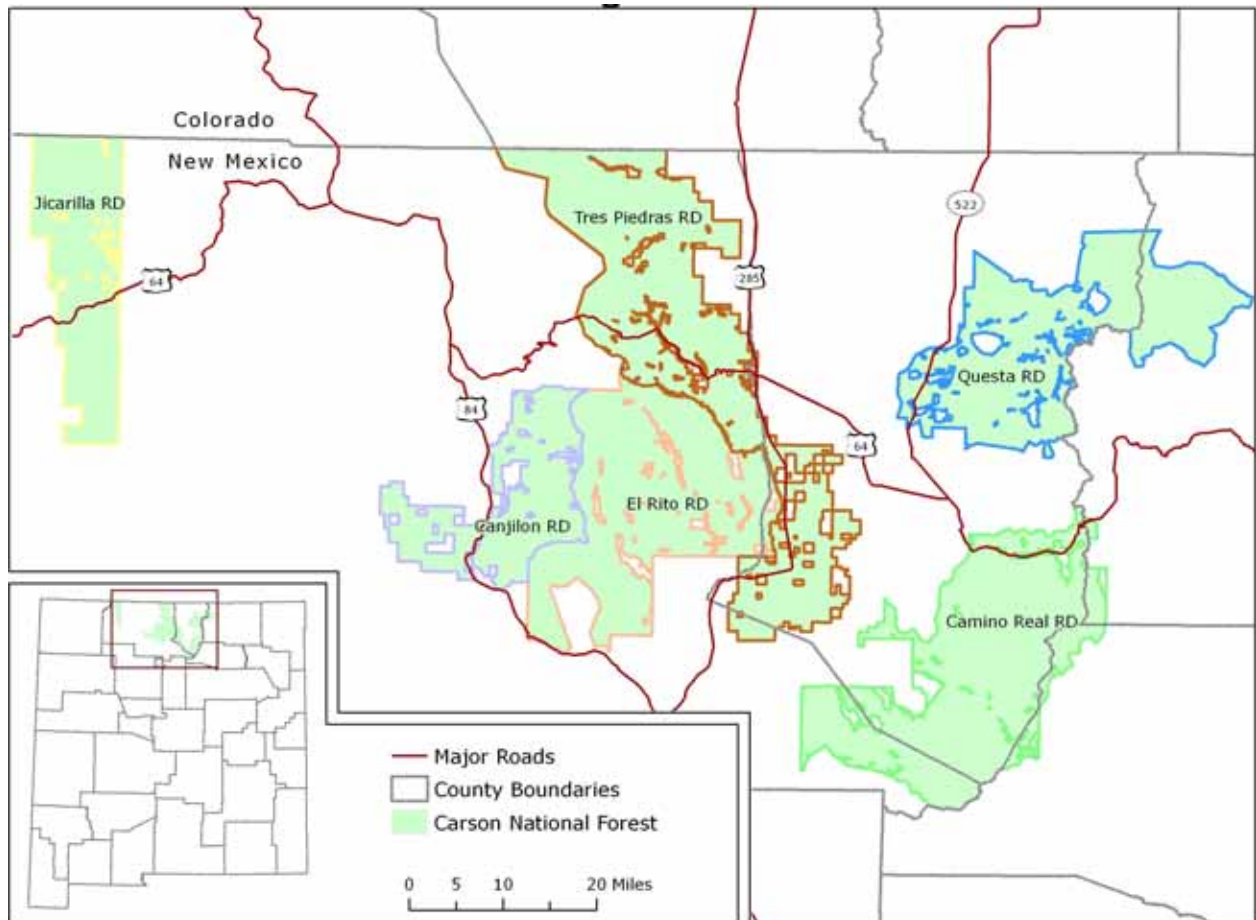 Colorado
New Mexico
Jicarilla RD
Tres Piedras RD
522
64
285
Questa RD
84
64
El Rito RD
Canjilon RD
Camino Real RD
Major Roads
County Boundaries
Carson National Forest
0 5 10 20 Miles